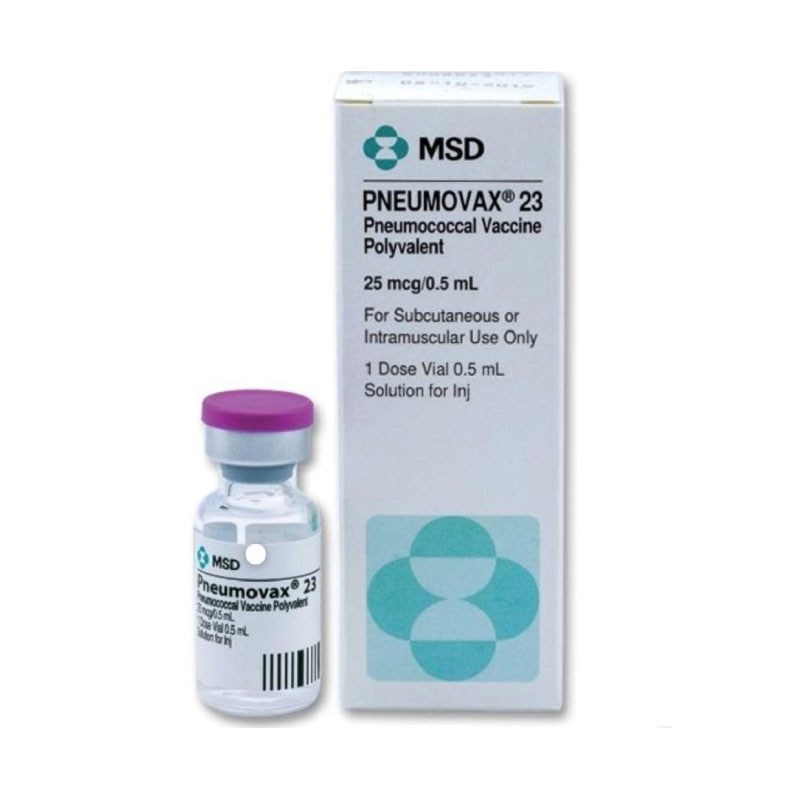 MSD
PNEUMOVAX® 23
Pneumococcal Vaccine
Polyvalent
25 mcg/0.5 mL
For Subcutaneous or
Intramuscular Use Only
1 Dose Vial 0.5 mL
Solution for Inj
MSD
Pneumovax® 23
Pneumococcal Vaccine Polyvalent
25 mcg/0.5 mL
1 Dose Vial 0.5 mL
Solution for Inj